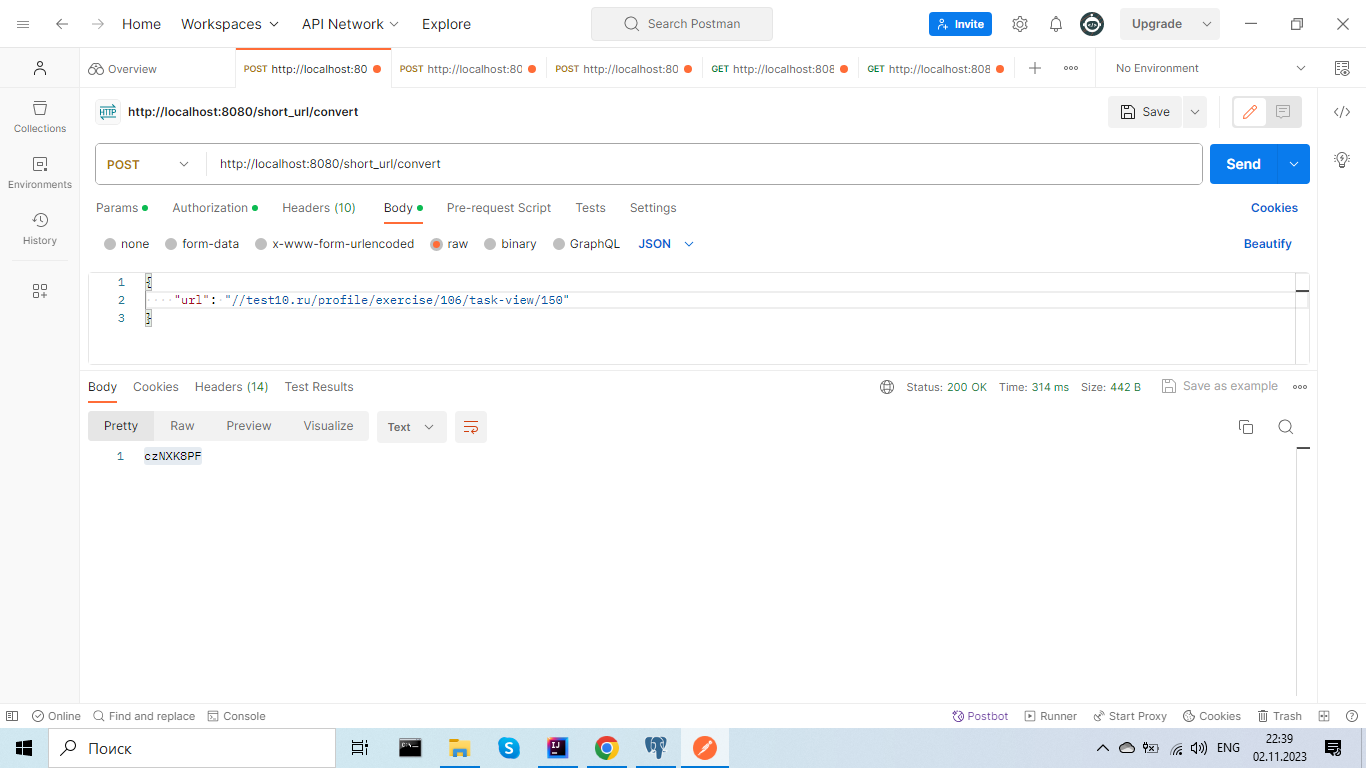 Home Workspaces API Network Explore Search Postman Invite Upgrade
Overview POST http://localhost:80 POST http://localhost:80 POST http://localhost:80 GET http://localhost:808 GET http://localhost:808 No Environment
HTTP http://localhost:8080/short_url/convert Save
Collections
POST http://localhost:8080/short_url/convert Send
Environments
Params Authorization Headers (10) Body Pre-request Script Tests Settings Cookies
History
none form-data x-www-form-urlencoded raw binary GraphQL JSON Beautify
1 {
2 "url": "//test10.ru/profile/exercise/106/task-view/150"
3 }
Body Cookies Headers (14) Test Results Status: 200 OK Time: 314 ms Size: 442 B Save as example
Pretty Raw Preview Visualize Text
1 czNXK8PF
Online Find and replace Console Postbot Runner Start Proxy Cookies Trash
Поиск ENG 22:39
02.11.2023